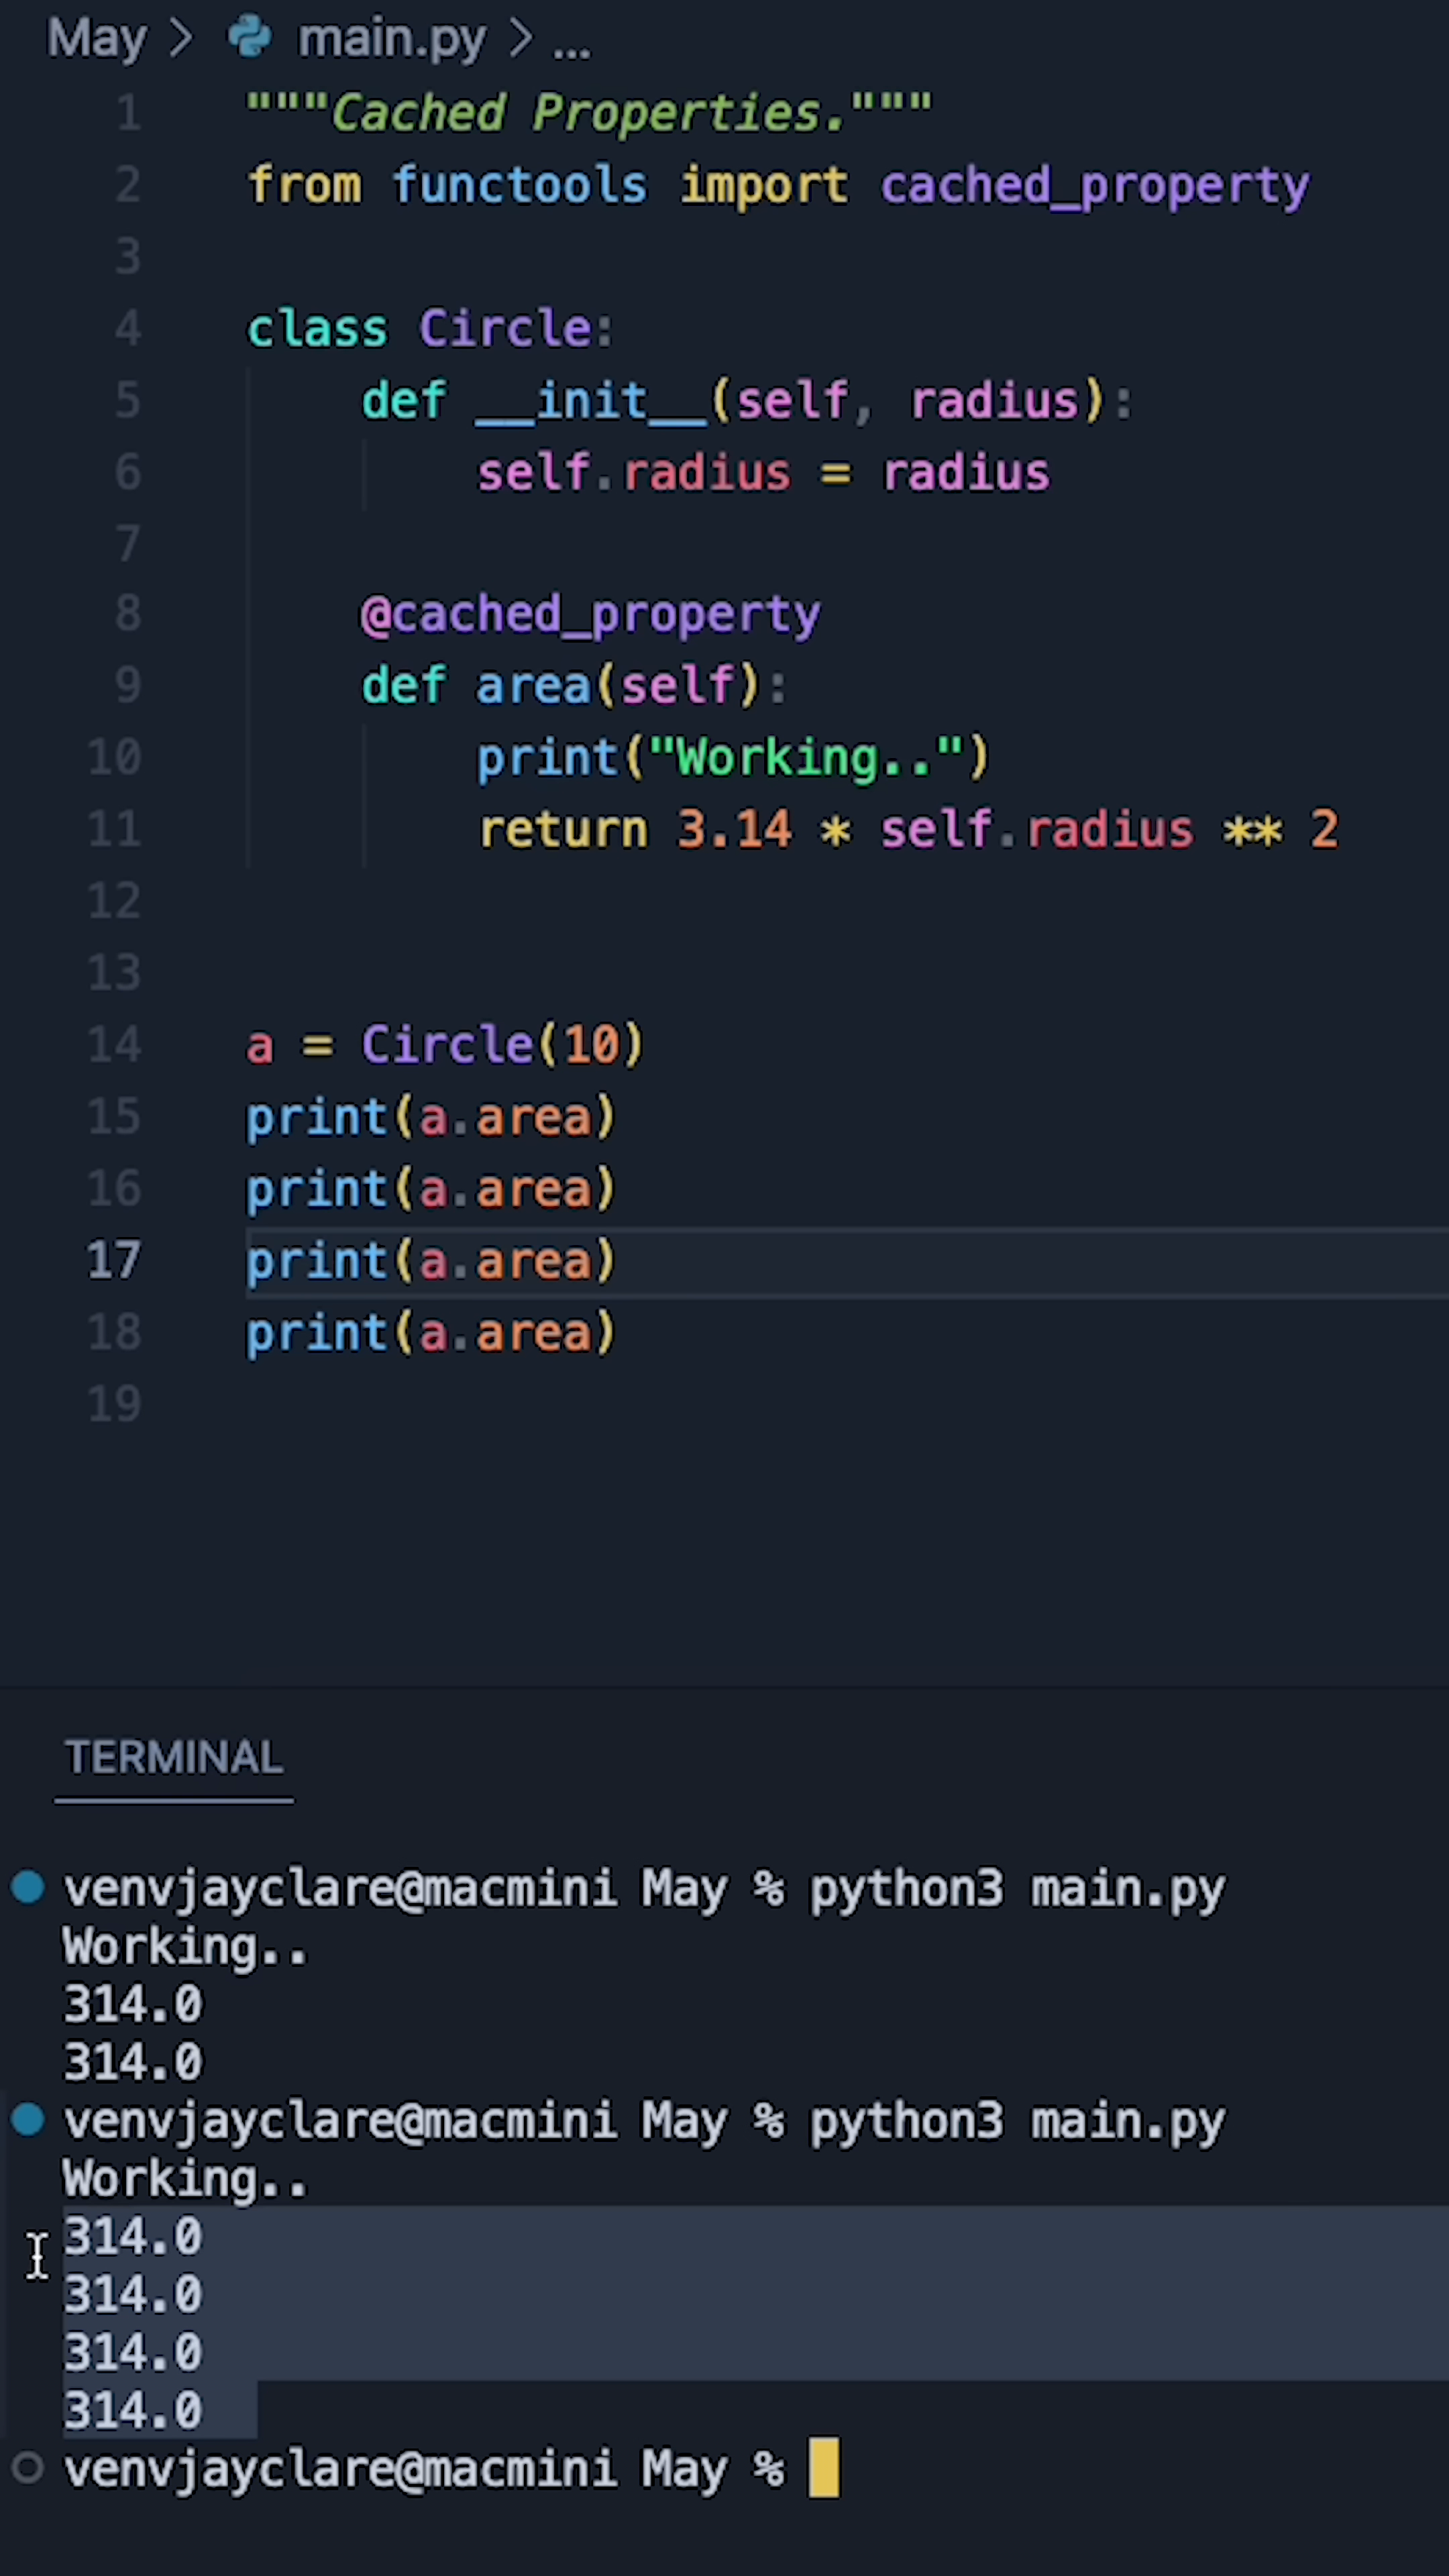 May > main.py > ...
1 """Cached Properties."""
2 from functools import cached_property
3
4 class Circle:
5     def __init__(self, radius):
6         self.radius = radius
7
8     @cached_property
9     def area(self):
10         print("Working..")
11         return 3.14 * self.radius ** 2
12
13
14 a = Circle(10)
15 print(a.area)
16 print(a.area)
17 print(a.area)
18 print(a.area)
19
TERMINAL
venvjayclare@macmini May % python3 main.py
Working..
314.0
314.0
venvjayclare@macmini May % python3 main.py
Working..
314.0
314.0
314.0
314.0
venvjayclare@macmini May %